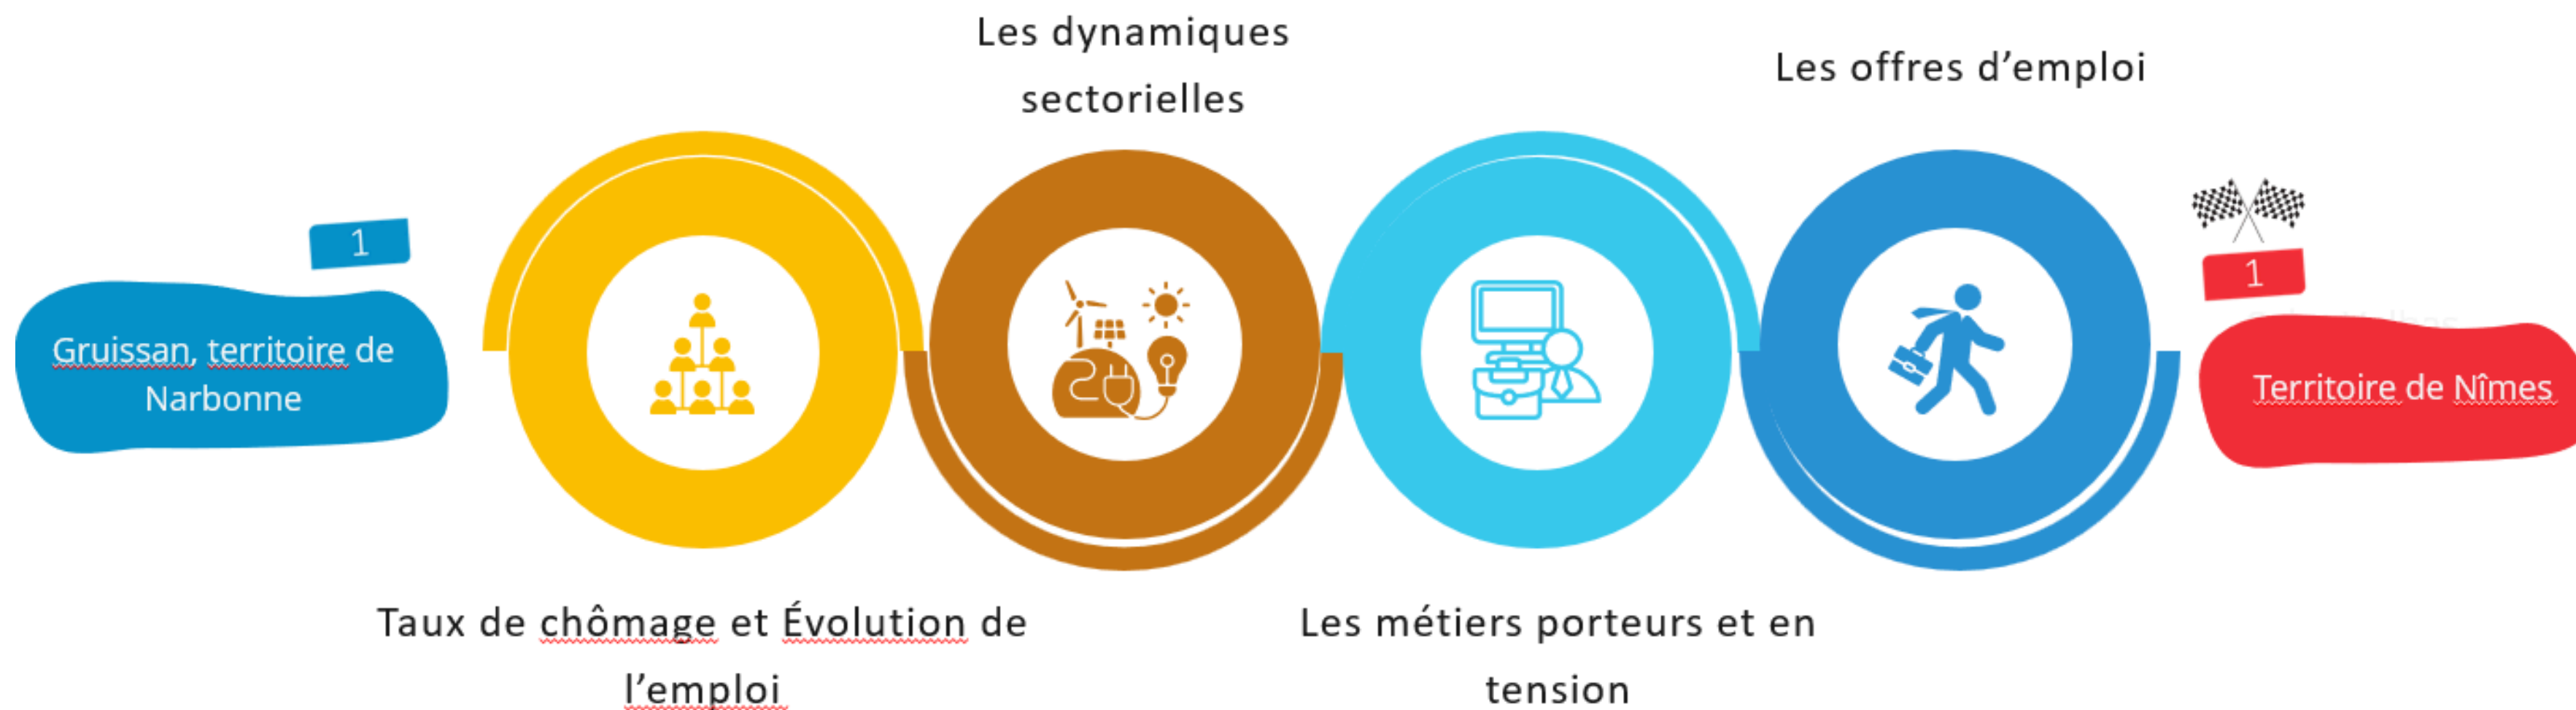 Les dynamiques
sectorielles
Les offres d’emploi
1
Gruissan, territoire de
Narbonne
1
Territoire de Nîmes
Taux de chômage et Évolution de
l’emploi
Les métiers porteurs et en
tension